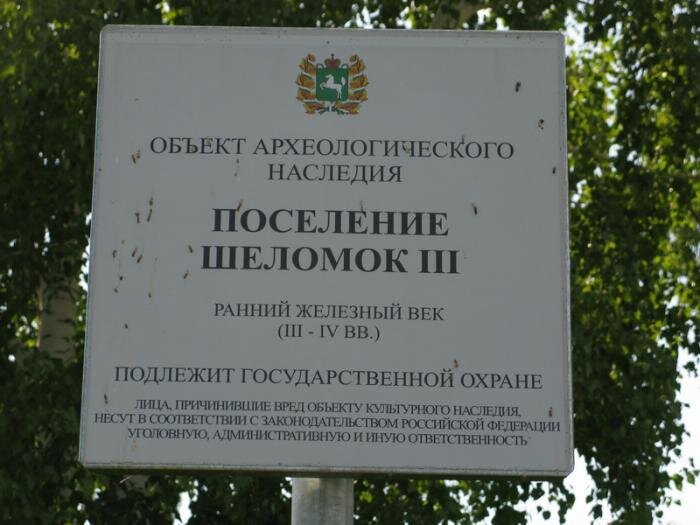 ОБЪЕКТ АРХЕОЛОГИЧЕСКОГО
НАСЛЕДИЯ
ПОСЕЛЕНИЕ
ШЕЛОМОК III
РАННИЙ ЖЕЛЕЗНЫЙ ВЕК
(III - IV ВВ.)
ПОДЛЕЖИТ ГОСУДАРСТВЕННОЙ ОХРАНЕ
ЛИЦА, ПРИЧИНИВШИЕ ВРЕД ОБЪЕКТУ КУЛЬТУРНОГО НАСЛЕДИЯ,
НЕСУТ В СООТВЕТСТВИИ С ЗАКОНОДАТЕЛЬСТВОМ РОССИЙСКОЙ ФЕДЕРАЦИИ
УГОЛОВНУЮ, АДМИНИСТРАТИВНУЮ И ИНУЮ ОТВЕТСТВЕННОСТЬ